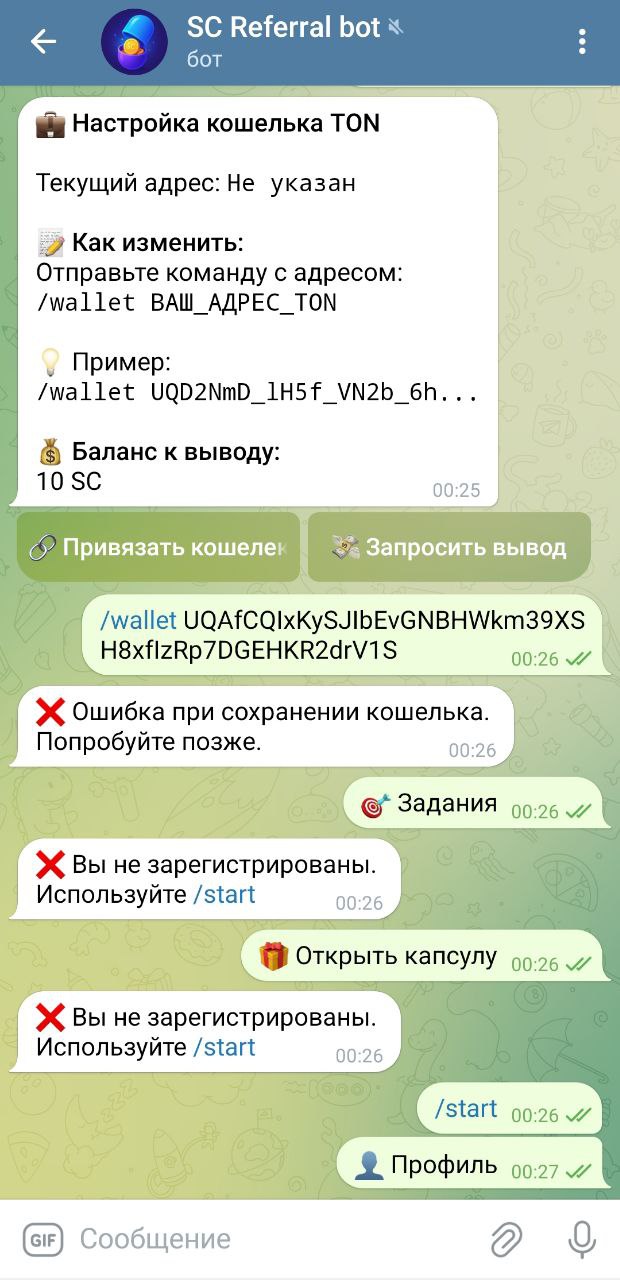 SC Referral bot
бот
Настройка кошелька TON
Текущий адрес: Не указан
Как изменить:
Отправьте команду с адресом:
/wallet ВАШ_АДРЕС_TON
Пример:
/wallet UQD2NmD_lH5f_VN2b_6h...
Баланс к выводу:
10 SC
00:25
Привязать кошелек
Запросить вывод
/wallet UQAfCQIxKySJIbEvGNBHWkm39XS
H8xfIzRp7DGEHKR2drV1S
00:26
Ошибка при сохранении кошелька.
Попробуйте позже.
00:26
Задания 00:26
Вы не зарегистрированы.
Используйте /start
00:26
Открыть капсулу 00:26
Вы не зарегистрированы.
Используйте /start
00:26
/start 00:26
Профиль 00:27
GIF Сообщение